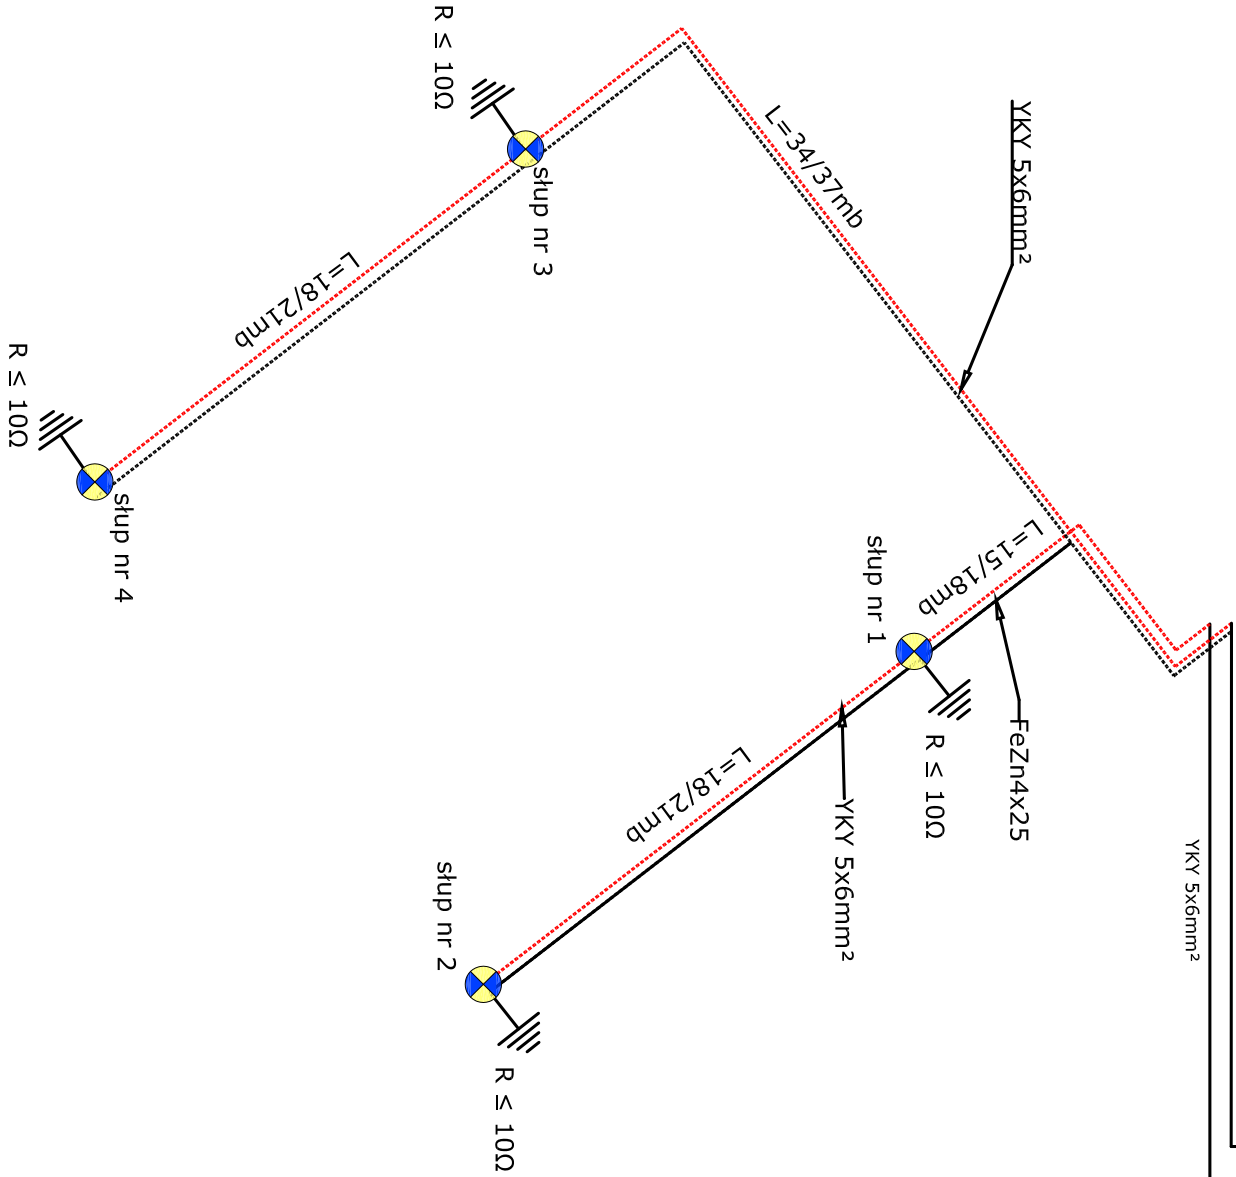 R ≤ 10Ω
słup nr 3
L=34/37mb
YKY 5x6mm²
L=18/21mb
R ≤ 10Ω
słup nr 4
L=15/18mb
słup nr 1
R ≤ 10Ω
FeZn4x25
YKY 5x6mm²
L=18/21mb
YKY 5x6mm²
słup nr 2
R ≤ 10Ω